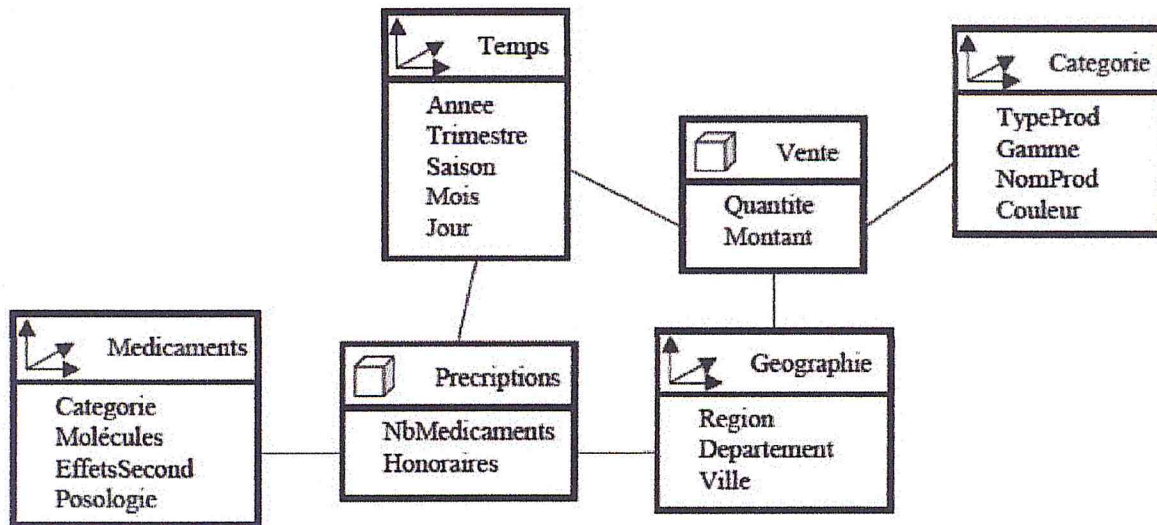 Temps
Annee
Trimestre
Saison
Mois
Jour
Categorie
TypeProd
Gamme
NomProd
Couleur
Vente
Quantite
Montant
Medicaments
Categorie
Molécules
EffetsSecond
Posologie
Precriptions
NbMedicaments
Honoraires
Geographie
Region
Departement
Ville